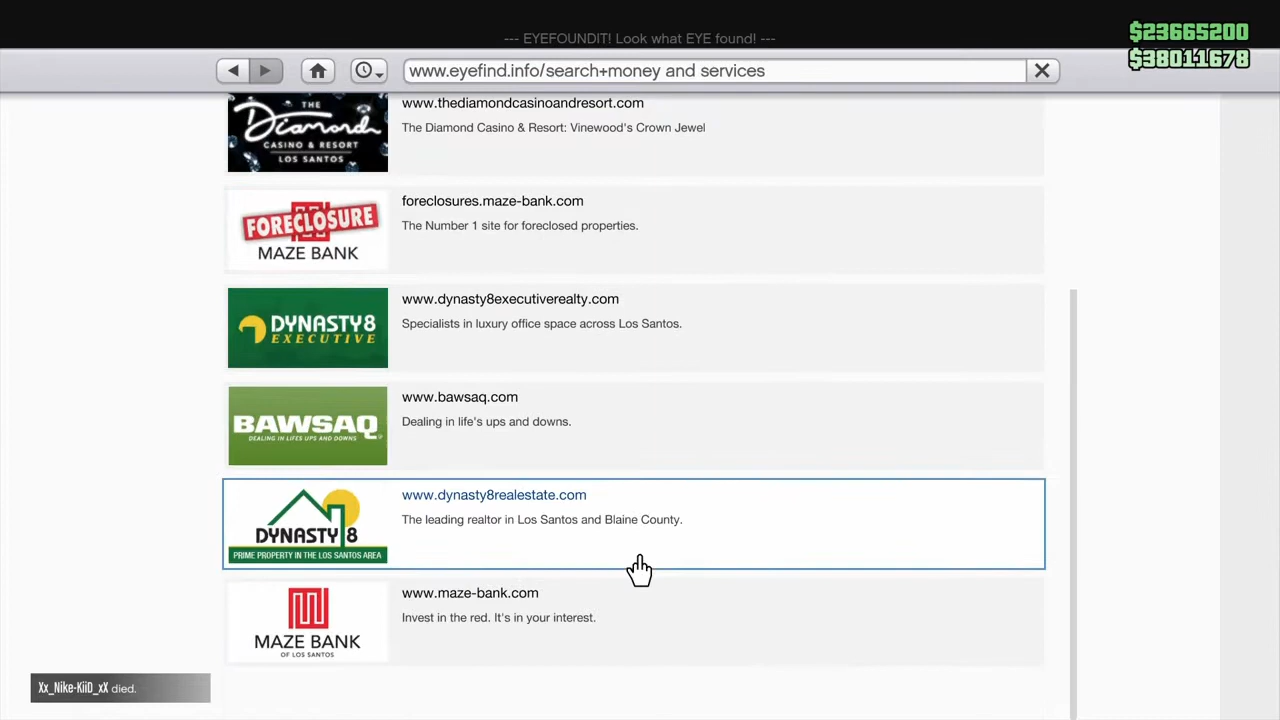 --- EYEFOUNDIT! Look what EYE found! ---
$23665200
$38011678
www.eyefind.info/search+money and services
THE
Diamond
CASINO & RESORT
LOS SANTOS
www.thediamondcasinoandresort.com
The Diamond Casino & Resort: Vinewood's Crown Jewel
FORECLOSURE
MAZE BANK
foreclosures.maze-bank.com
The Number 1 site for foreclosed properties.
DYNASTY8
EXECUTIVE
www.dynasty8executiverealty.com
Specialists in luxury office space across Los Santos.
BAWSAQ
DEALING IN LIFES UPS AND DOWNS
www.bawsaq.com
Dealing in life's ups and downs.
DYNASTY 8
PRIME PROPERTY IN THE LOS SANTOS AREA
www.dynasty8realestate.com
The leading realtor in Los Santos and Blaine County.
MAZE BANK
OF LOS SANTOS
www.maze-bank.com
Invest in the red. It's in your interest.
Xx_Nike-KiiD_xX died.